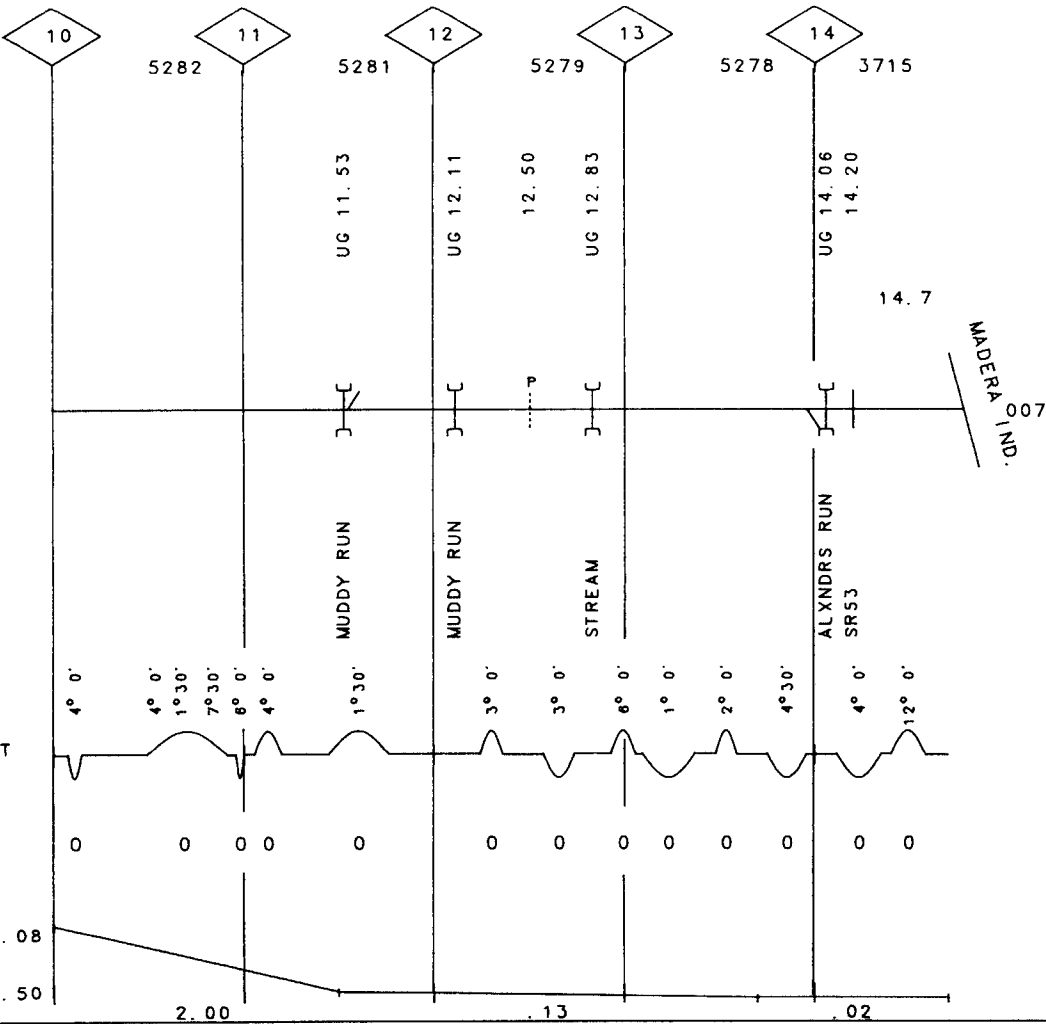 10 11 12 13 14
5282 5281 5279 5278 3715
UG 11.53
UG 12.11
12.50
UG 12.83
UG 14.06
14.20
14.7
MADERA IND.
P
007
MUDDY RUN
MUDDY RUN
STREAM
ALXNDRS RUN
SR53
4° 0'
4° 0'
1°30'
7°30'
6° 0'
4° 0'
1°30'
3° 0'
3° 0'
6° 0'
1° 0'
2° 0'
4°30'
4° 0'
12° 0'
T
0 0 0 0 0 0 0 0 0 0 0 0 0
.08
.50
2.00 .13 .02